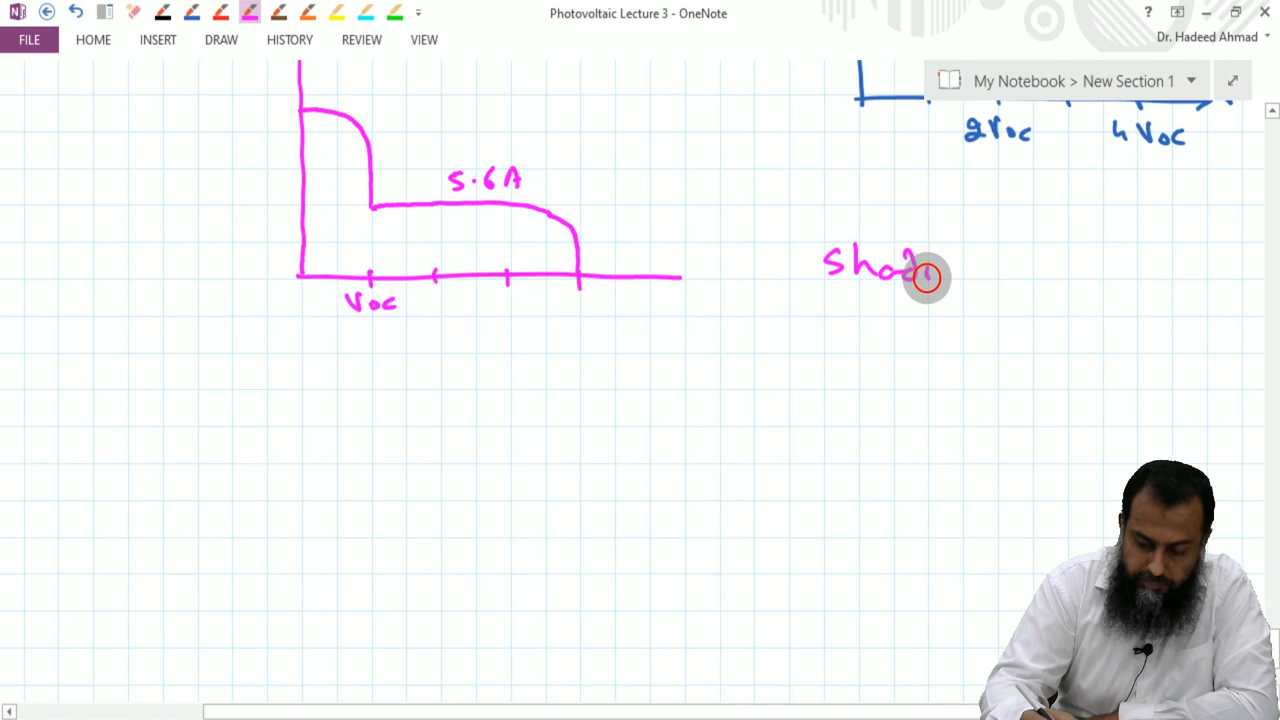 Photovoltaic Lecture 3 - OneNote
?
Dr. Hadeed Ahmad
FILE HOME INSERT DRAW HISTORY REVIEW VIEW
My Notebook > New Section 1
2Voc 4Voc
5.6A
Shadi
Voc